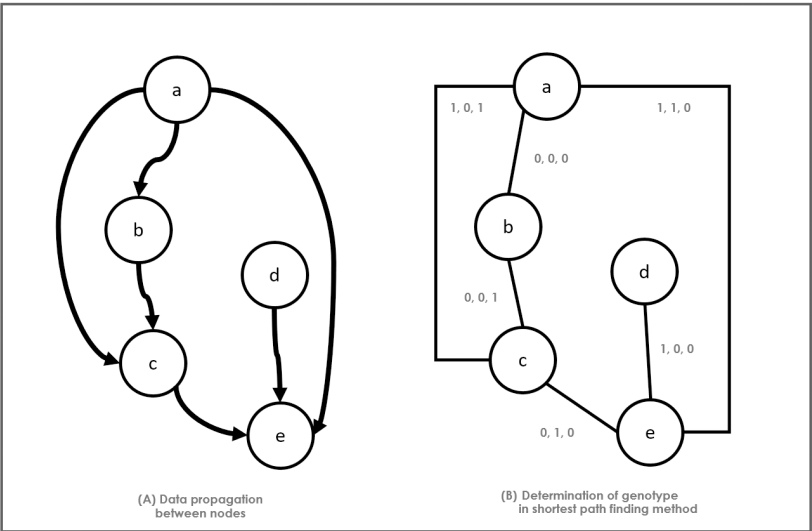 a
b
c
d
e
(A) Data propagation
between nodes
a
1, 0, 1
1, 1, 0
0, 0, 0
b
d
0, 0, 1
1, 0, 0
c
e
0, 1, 0
(B) Determination of genotype
in shortest path finding method